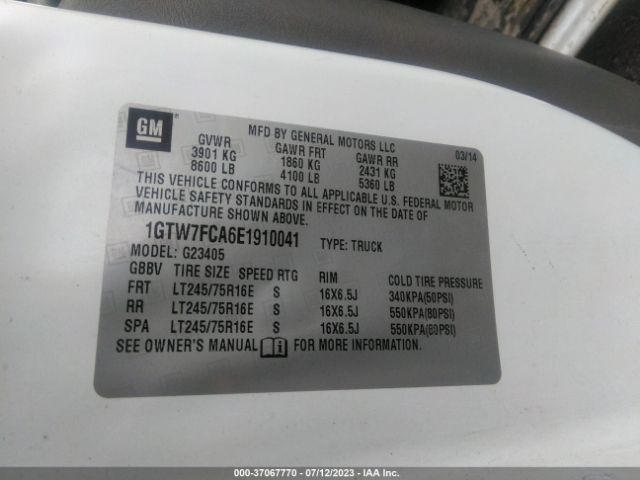 GM
MFD BY GENERAL MOTORS LLC
03/14
GVWR GAWR FRT GAWR RR
3901 KG 1860 KG 2431 KG
8600 LB 4100 LB 5360 LB
THIS VEHICLE CONFORMS TO ALL APPLICABLE U.S. FEDERAL MOTOR
VEHICLE SAFETY STANDARDS IN EFFECT ON THE DATE OF
MANUFACTURE SHOWN ABOVE.
1GTW7FCA6E1910041 TYPE: TRUCK
MODEL: G23405
GBBV TIRE SIZE SPEED RTG RIM COLD TIRE PRESSURE
FRT LT245/75R16E S 16X6.5J 340KPA(50PSI)
RR LT245/75R16E S 16X6.5J 550KPA(80PSI)
SPA LT245/75R16E S 16X6.5J 550KPA(80PSI)
SEE OWNER'S MANUAL FOR MORE INFORMATION.
000-37067770 - 07/12/2023 - IAA Inc.